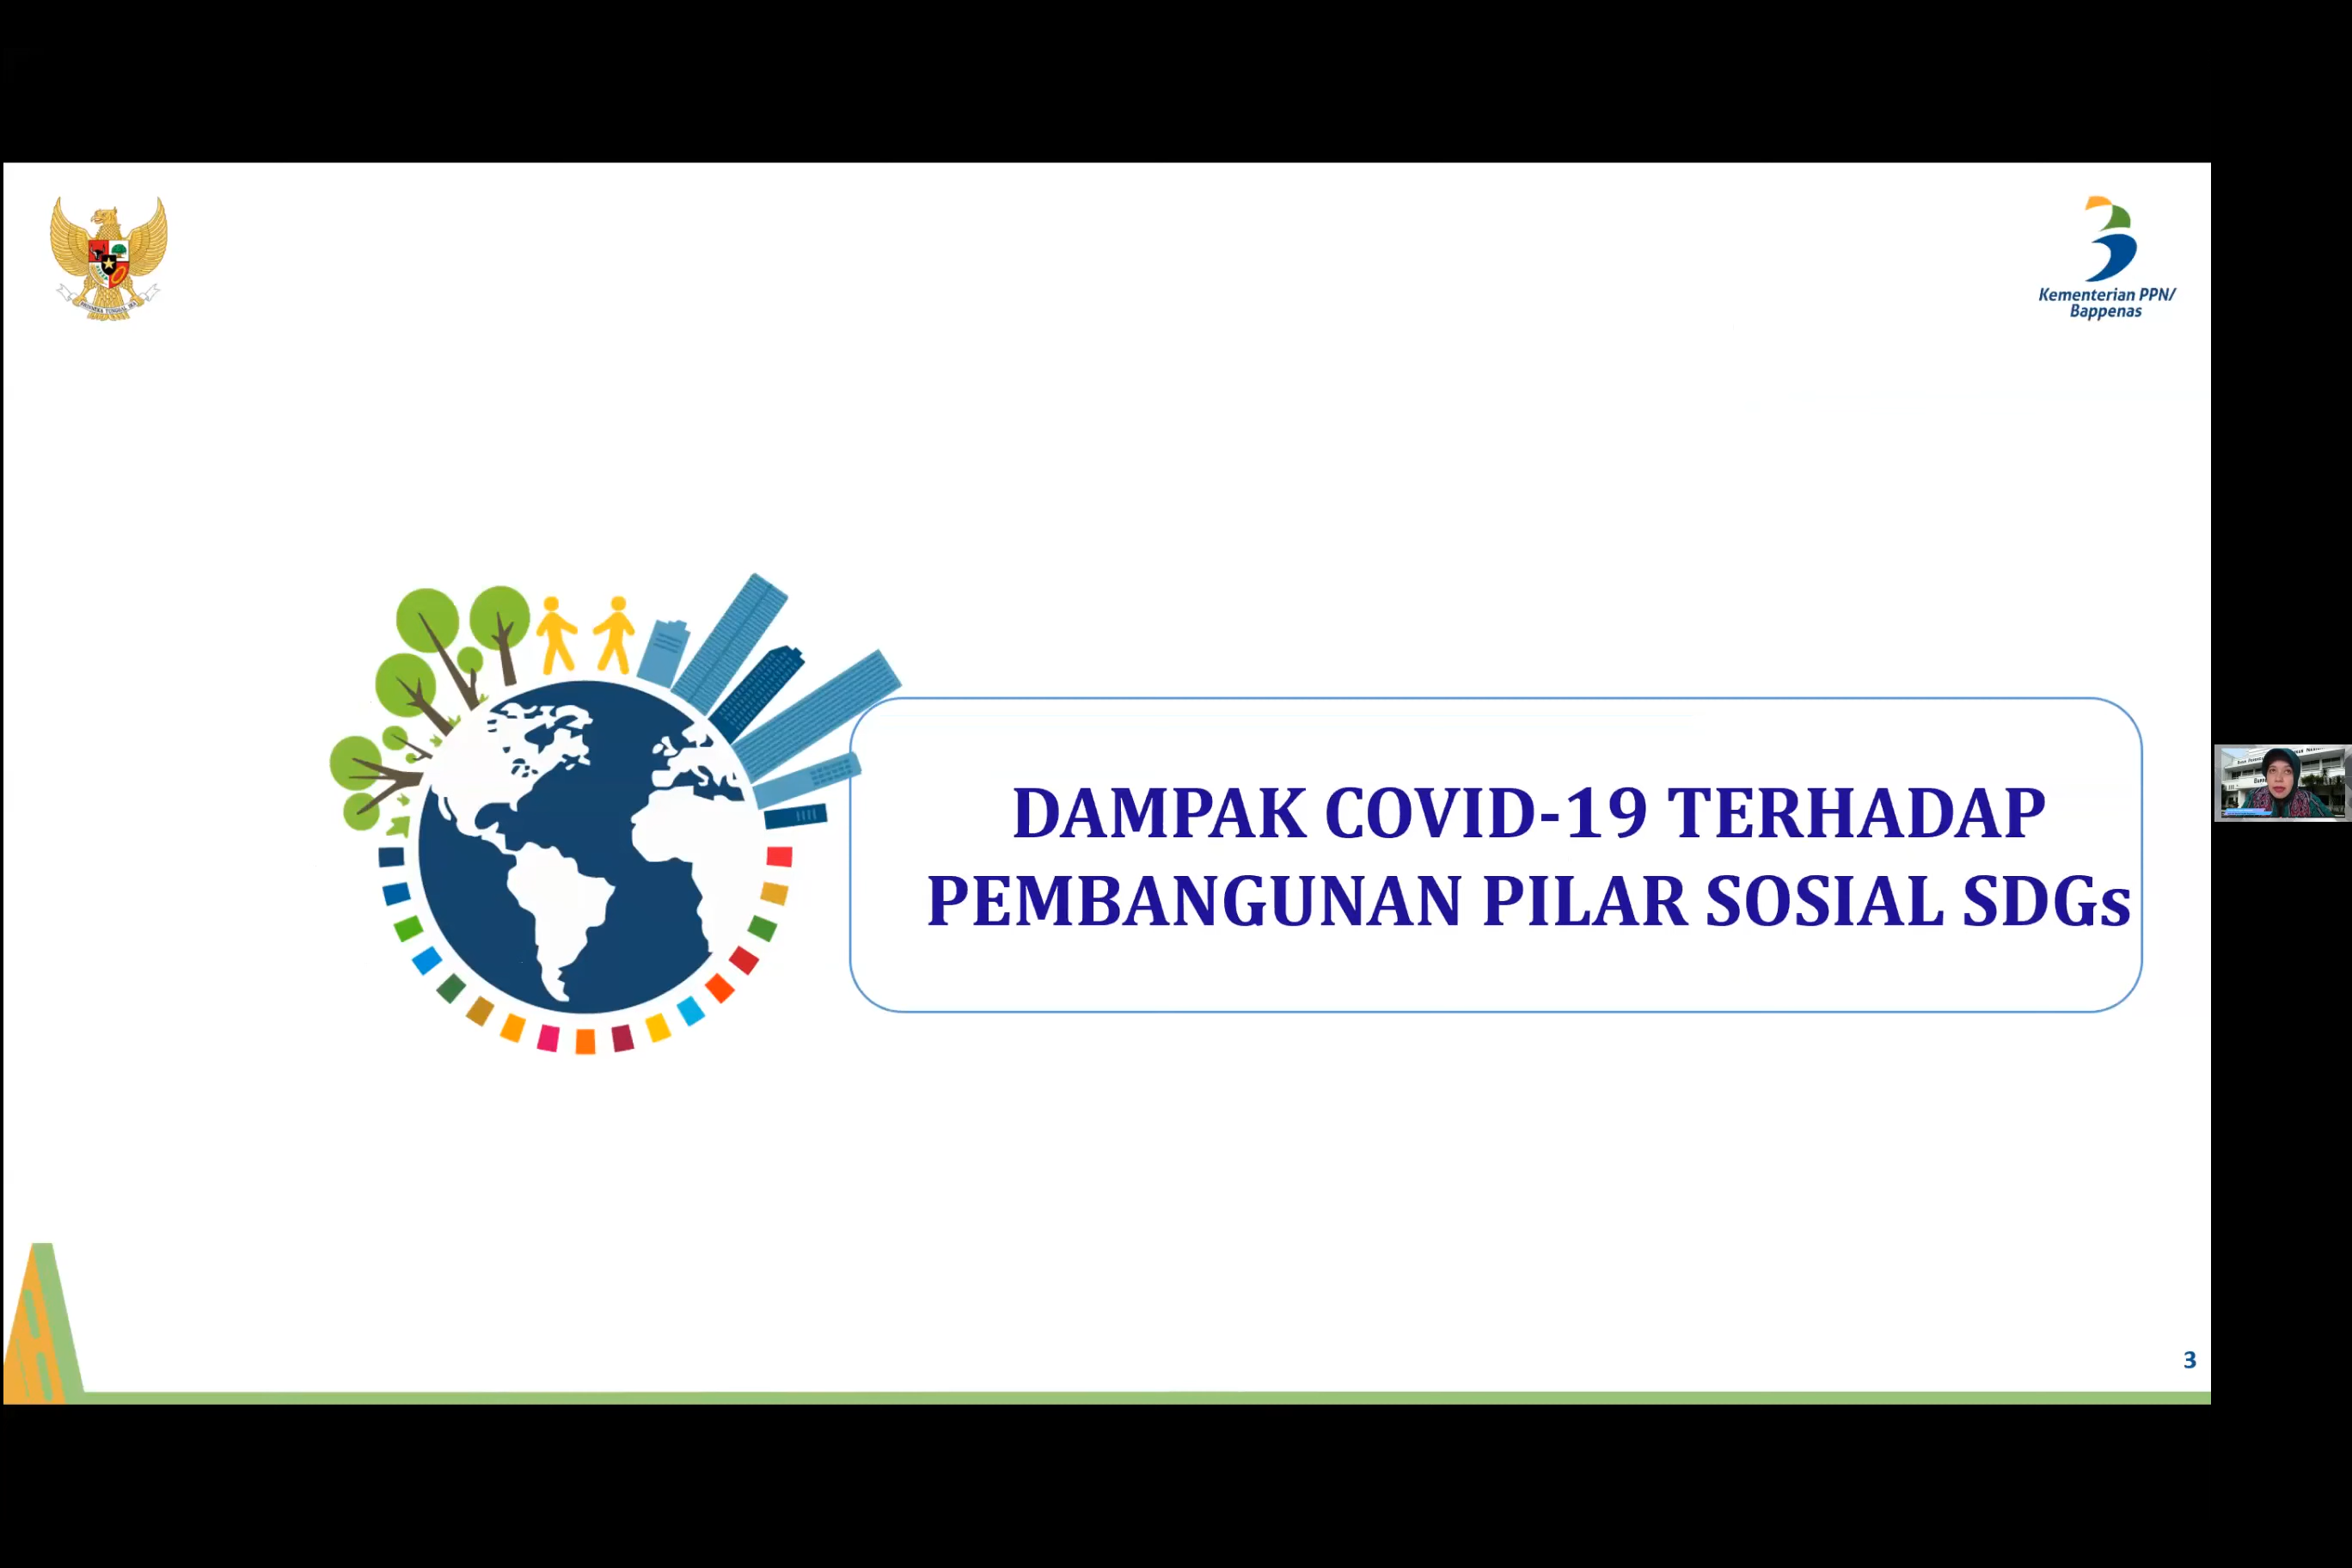 Kementerian PPN/
Bappenas
DAMPAK COVID-19 TERHADAP
PEMBANGUNAN PILAR SOSIAL SDGs
3